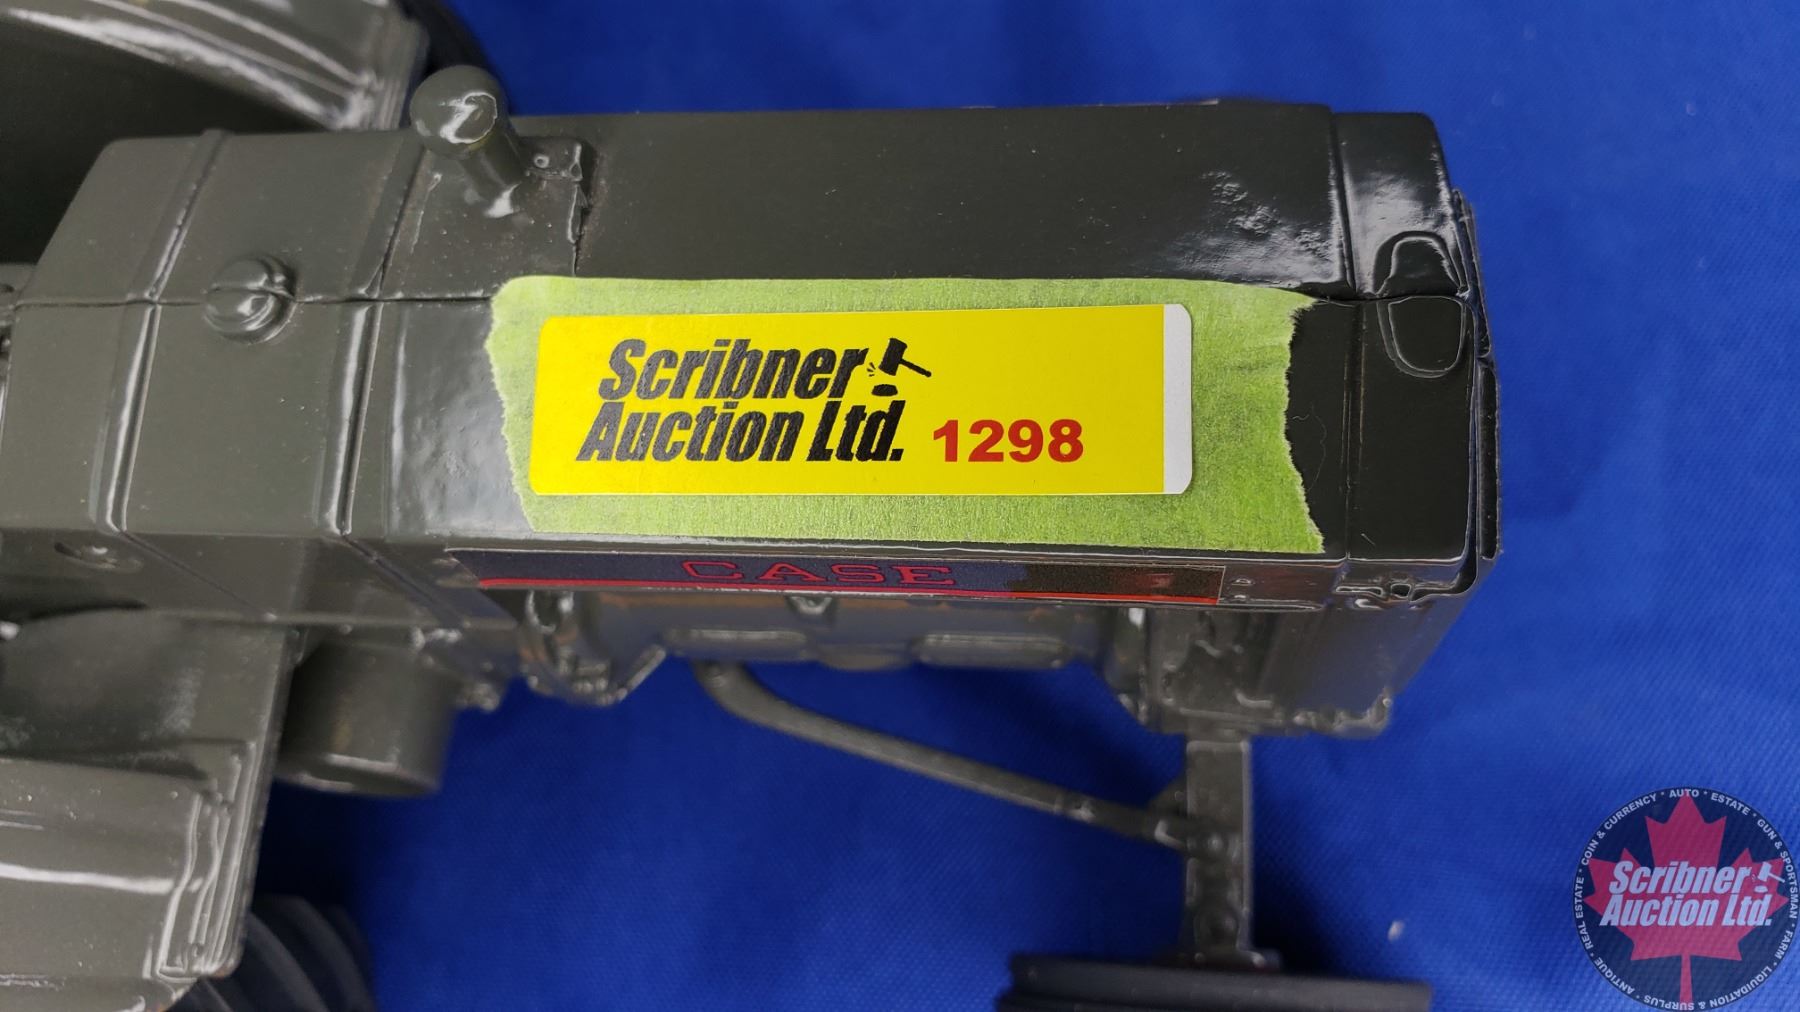 Scribner
Auction Ltd. 1298
CASE
REAL ESTATE * COIN & CURRENCY * AUTO * ESTATE * GUN & SPORTSMAN * FARM * LIQUIDATION & SURPLUS * ANTIQUE *
Scribner
Auction Ltd.